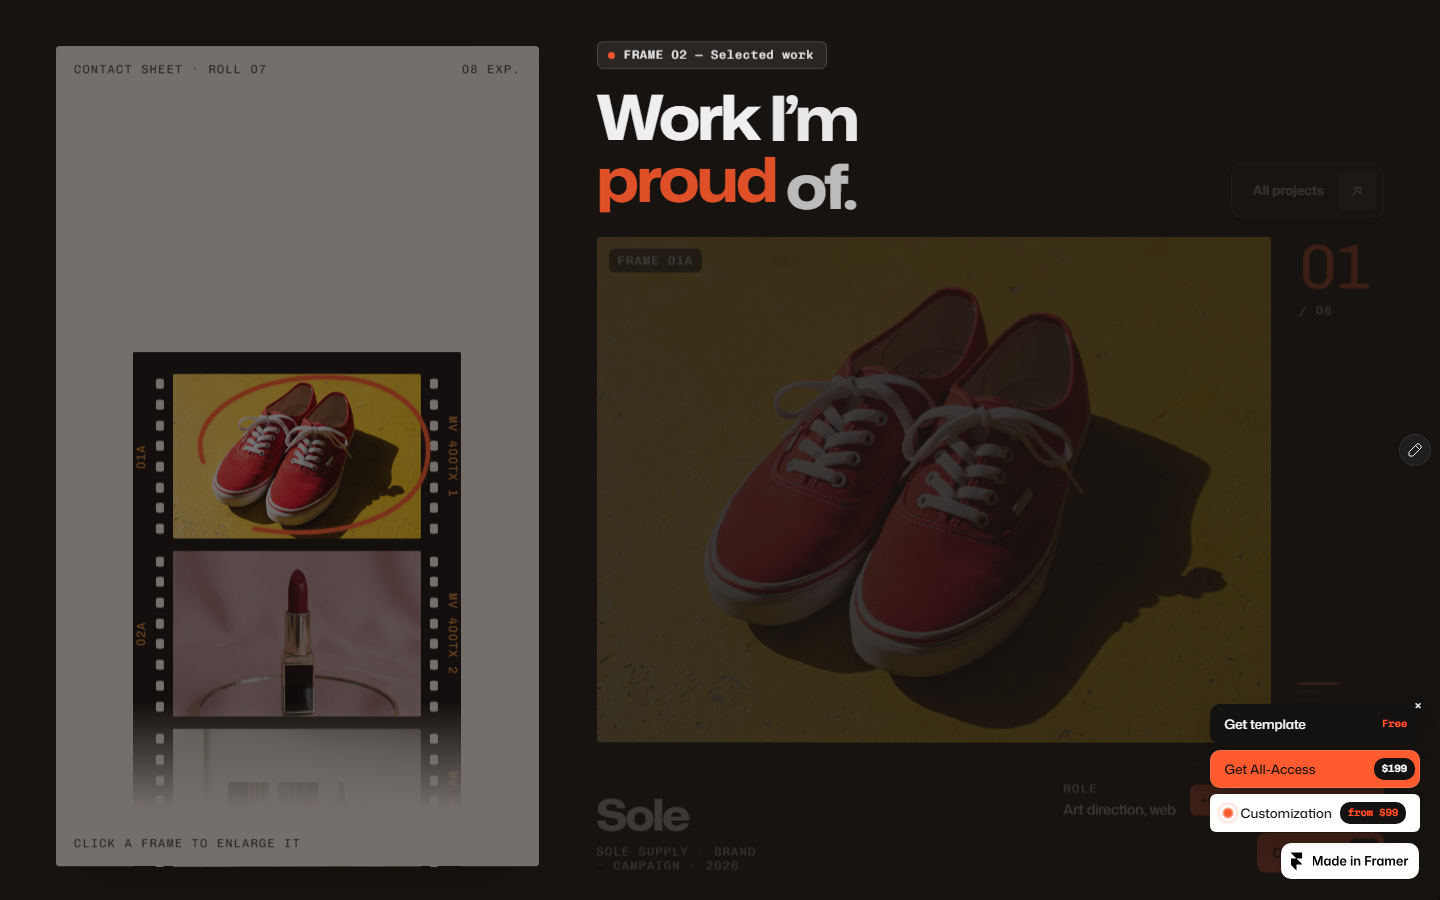 CONTACT SHEET · ROLL 07
08 EXP.
01A
MV 400TX 1
02A
MV 400TX 2
MV
CLICK A FRAME TO ENLARGE IT
FRAME 02 — Selected work
Work I’m
proud of.
All projects
FRAME 01A
01
/ 08
Sole
SOLE SUPPLY · BRAND
· CAMPAIGN · 2026
ROLE
Art direction, web
×
Get template
Free
Get All-Access
$199
Customization
from $99
Made in Framer